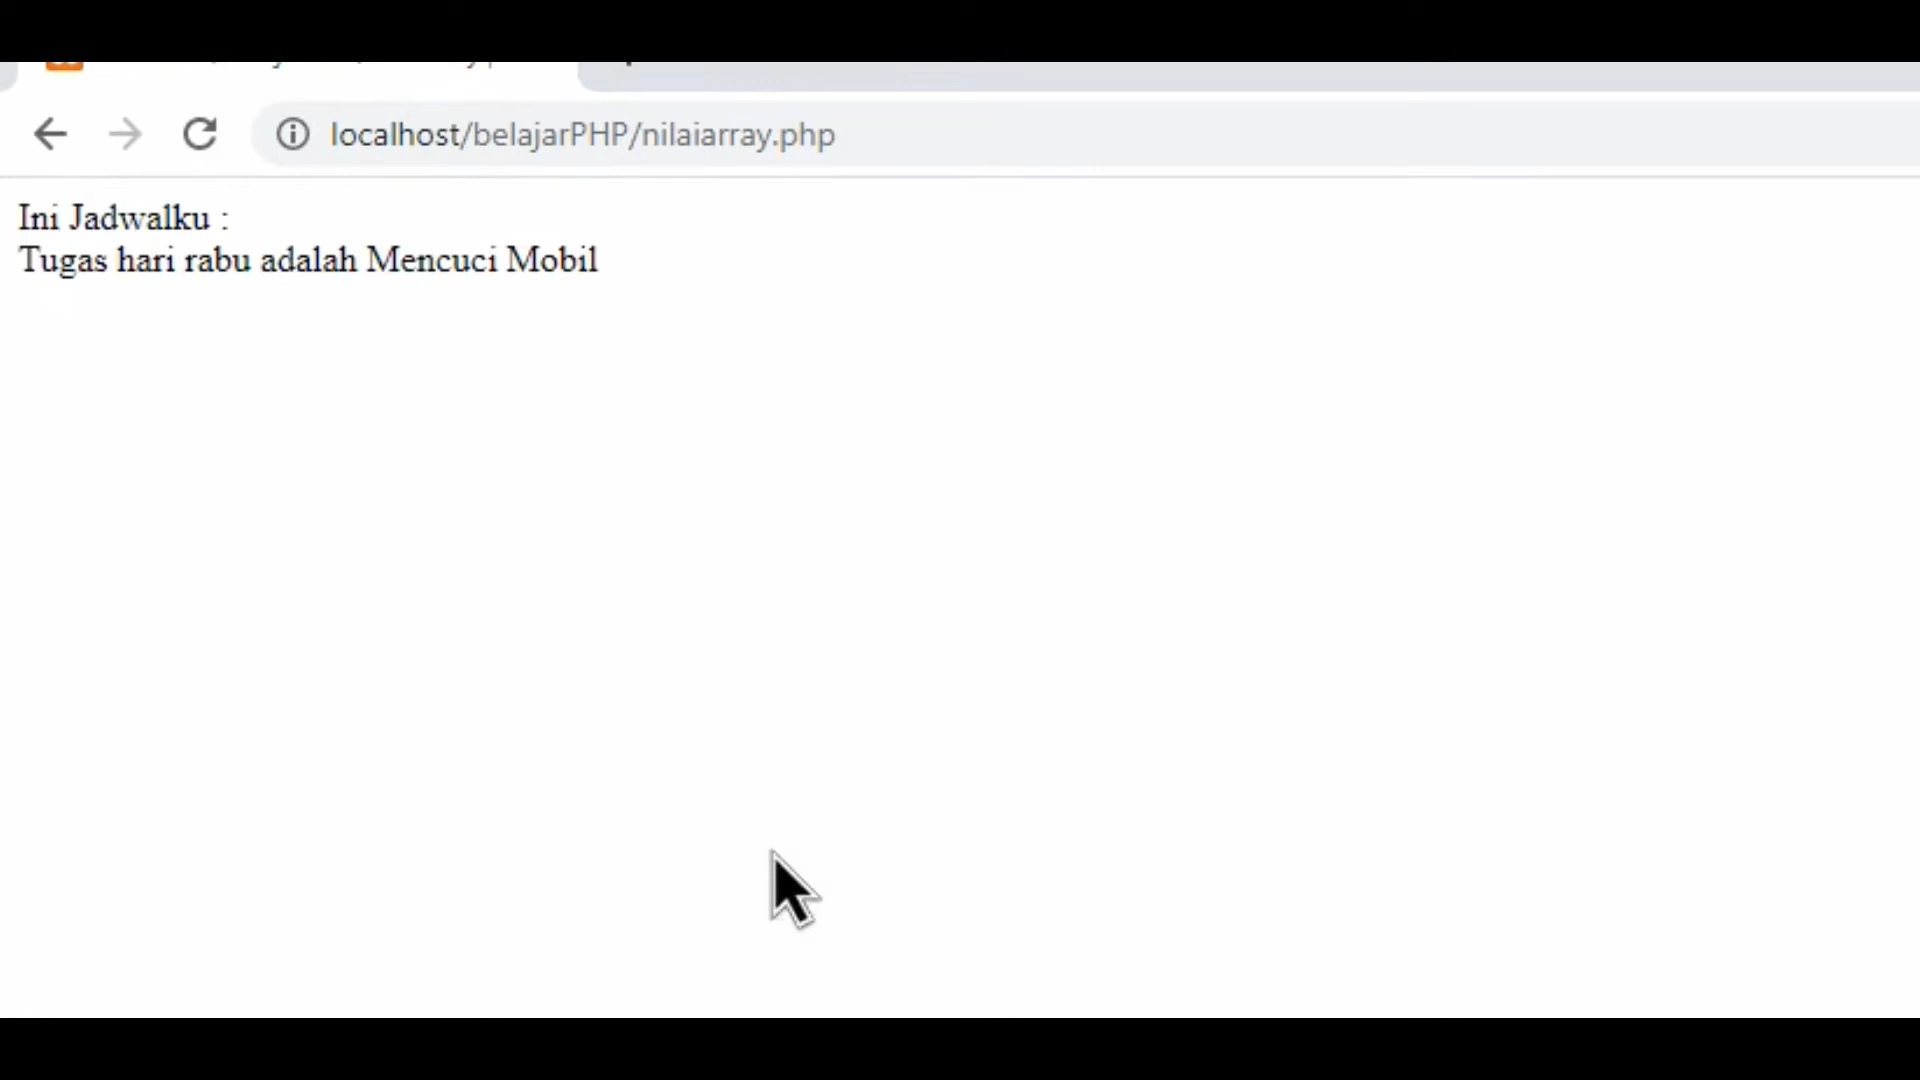 localhost/belajarPHP/nilaiarray.php
Ini Jadwalku :
Tugas hari rabu adalah Mencuci Mobil